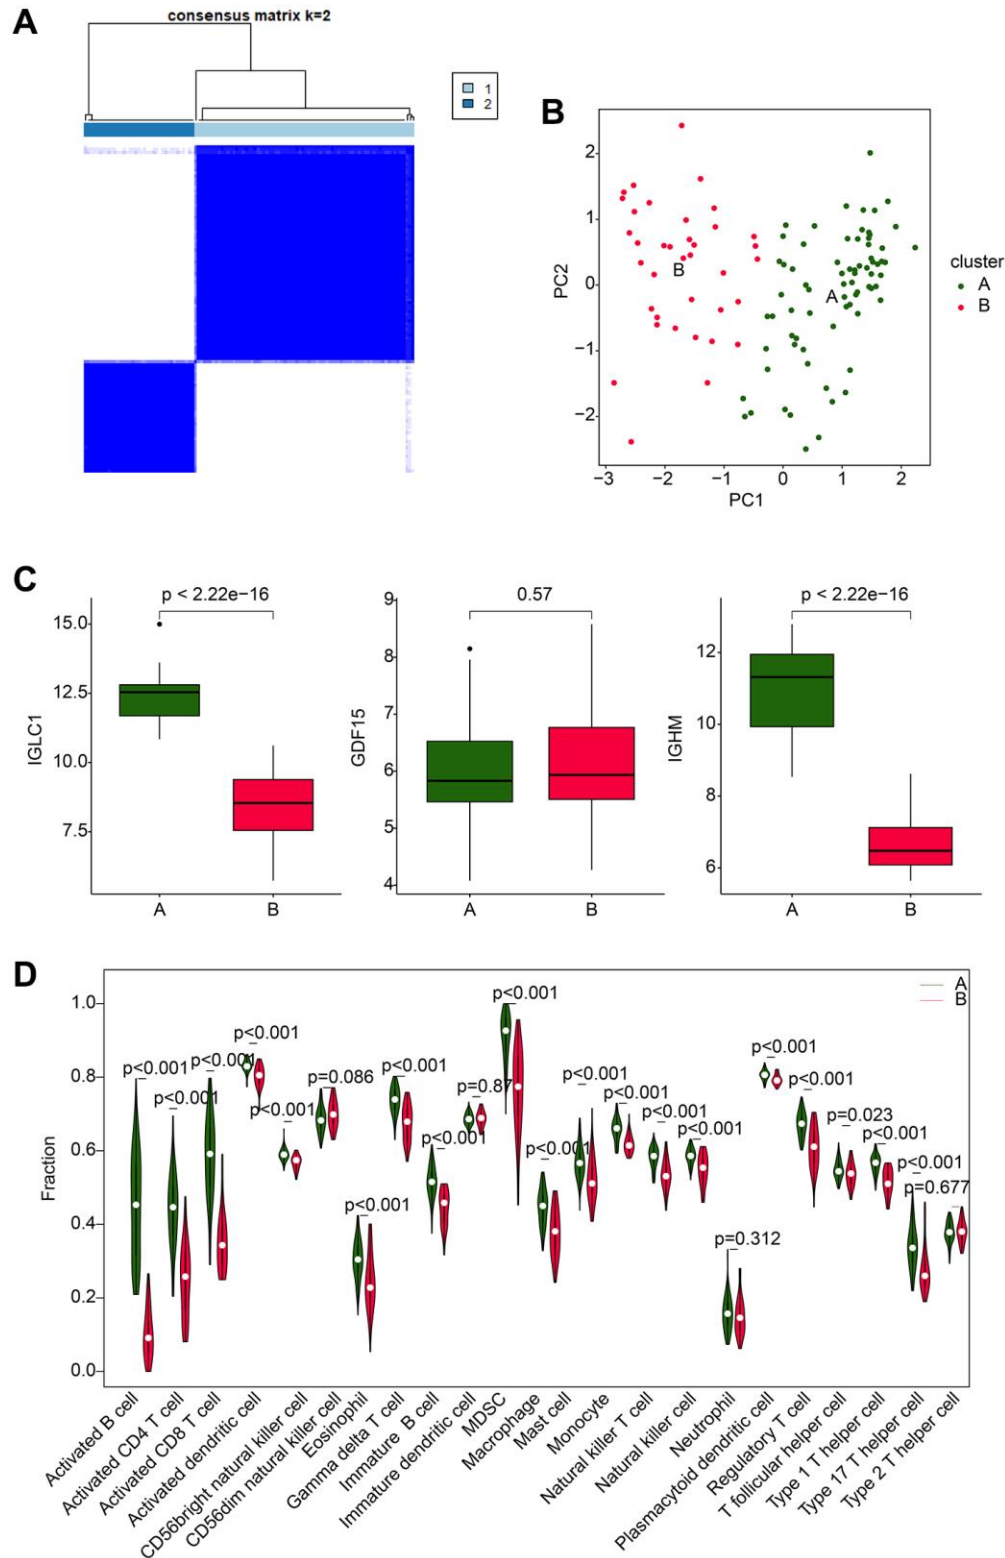 A
consensus matrix k=2
1
2
B
2
1
0
−1
−2
PC2
B
A
−3
−2
−1
0
1
2
PC1
cluster
A
B
C
p < 2.22e−16
15.0
12.5
10.0
7.5
IGLC1
A
B
0.57
9
8
7
6
5
4
GDF15
A
B
p < 2.22e−16
12
10
8
6
IGHM
A
B
D
A
B
1.0
0.8
0.6
0.4
0.2
0.0
Fraction
p<0.001
p<0.001
p<0.001
p<0.001
p<0.001
p=0.086
p<0.001
p<0.001
p<0.001
p=0.87
p<0.001
p<0.001
p<0.001
p<0.001
p<0.001
p<0.001
p=0.312
p<0.001
p<0.001
p=0.023
p<0.001
p<0.001
p=0.677
Activated B cell
Activated CD4 T cell
Activated CD8 T cell
Activated dendritic cell
CD56bright natural killer cell
CD56dim natural killer cell
Eosinophil
Gamma delta T cell
Immature B cell
Immature dendritic cell
MDSC
Macrophage
Mast cell
Monocyte
Natural killer T cell
Natural killer cell
Neutrophil
Plasmacytoid dendritic cell
Regulatory T cell
T follicular helper cell
Type 1 T helper cell
Type 17 T helper cell
Type 2 T helper cell